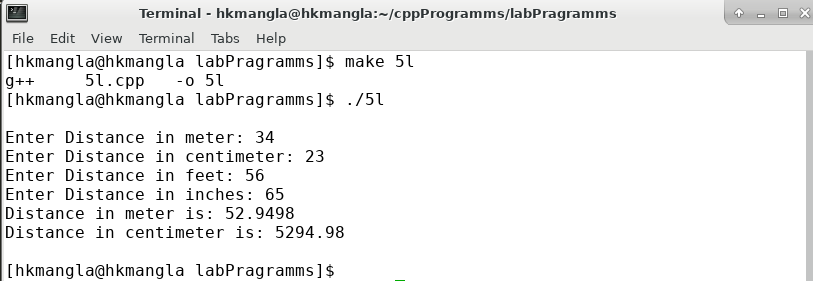 Terminal - hkmangla@hkmangla:~/cppProgramms/labPragramms
File Edit View Terminal Tabs Help
[hkmangla@hkmangla labPragramms]$ make 5l
g++     5l.cpp   -o 5l
[hkmangla@hkmangla labPragramms]$ ./5l
Enter Distance in meter: 34
Enter Distance in centimeter: 23
Enter Distance in feet: 56
Enter Distance in inches: 65
Distance in meter is: 52.9498
Distance in centimeter is: 5294.98
[hkmangla@hkmangla labPragramms]$